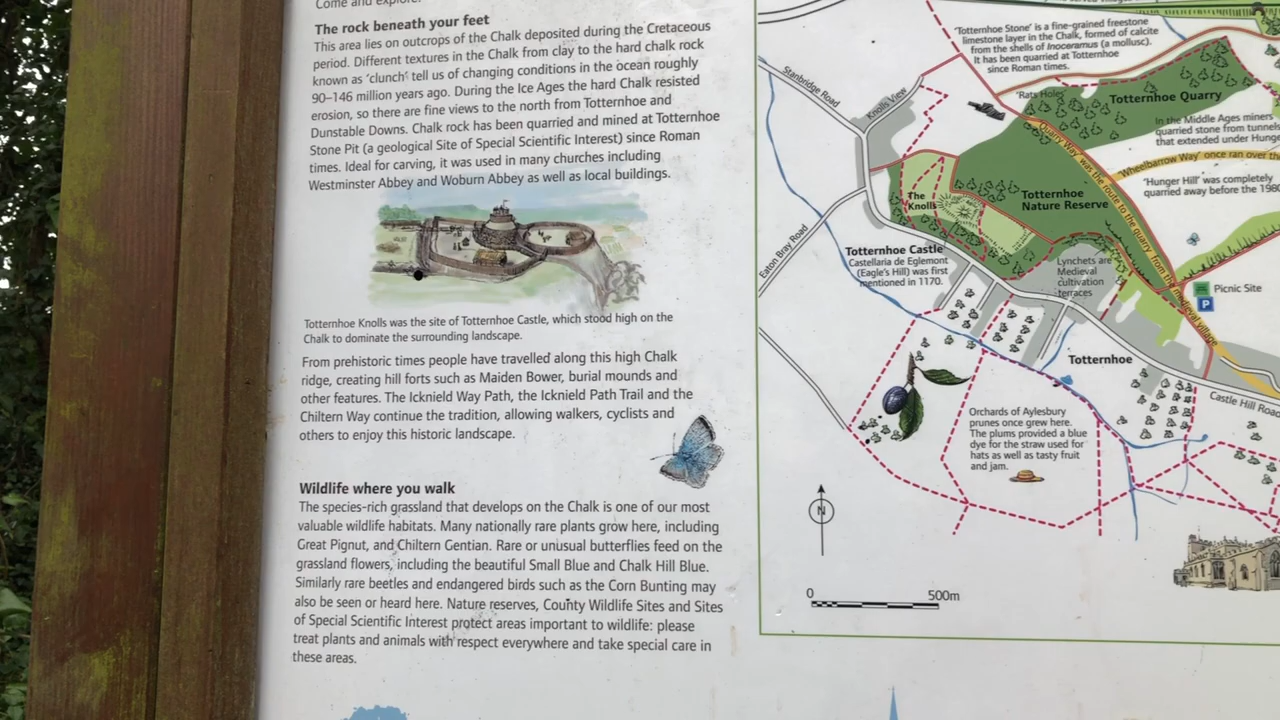 Come and explore.
The rock beneath your feet
This area lies on outcrops of the Chalk deposited during the Cretaceous
period. Different textures in the Chalk from clay to the hard chalk rock
known as 'clunch' tell us of changing conditions in the ocean roughly
90–146 million years ago. During the Ice Ages the hard Chalk resisted
erosion, so there are fine views to the north from Totternhoe and
Dunstable Downs. Chalk rock has been quarried and mined at Totternhoe
Stone Pit (a geological Site of Special Scientific Interest) since Roman
times. Ideal for carving, it was used in many churches including
Westminster Abbey and Woburn Abbey as well as local buildings.
Totternhoe Knolls was the site of Totternhoe Castle, which stood high on the
Chalk to dominate the surrounding landscape.
From prehistoric times people have travelled along this high Chalk
ridge, creating hill forts such as Maiden Bower, burial mounds and
other features. The Icknield Way Path, the Icknield Path Trail and the
Chiltern Way continue the tradition, allowing walkers, cyclists and
others to enjoy this historic landscape.
Wildlife where you walk
The species-rich grassland that develops on the Chalk is one of our most
valuable wildlife habitats. Many nationally rare plants grow here, including
Great Pignut, and Chiltern Gentian. Rare or unusual butterflies feed on the
grassland flowers, including the beautiful Small Blue and Chalk Hill Blue.
Similarly rare beetles and endangered birds such as the Corn Bunting may
also be seen or heard here. Nature reserves, County Wildlife Sites and Sites
of Special Scientific Interest protect areas important to wildlife: please
treat plants and animals with respect everywhere and take special care in
these areas.
'Totternhoe Stone' is a fine-grained freestone
limestone layer in the Chalk, formed of calcite
from the shells of Inoceramus (a mollusc).
It has been quarried at Totternhoe
since Roman times.
Stanbridge Road
Knolls View
'Rats Holes'
Totternhoe Quarry
In the Middle Ages miners
quarried stone from tunnels
that extended under
'Wheelbarrow Way' once ran over
'Hunger Hill' was completely
quarried away before the
Quarry Way was the route to the quarry from the medieval village
The
Knolls
Totternhoe
Nature Reserve
Eaton Bray Road
Totternhoe Castle
Castellaria de Eglemont
(Eagle's Hill) was first
mentioned in 1170.
Lynchets are
Medieval
cultivation
terraces
Picnic Site
P
Totternhoe
Castle Hill Road
Orchards of Aylesbury
prunes once grew here.
The plums provided a blue
dye for the straw used for
hats as well as tasty fruit
and jam.
N
0 500m